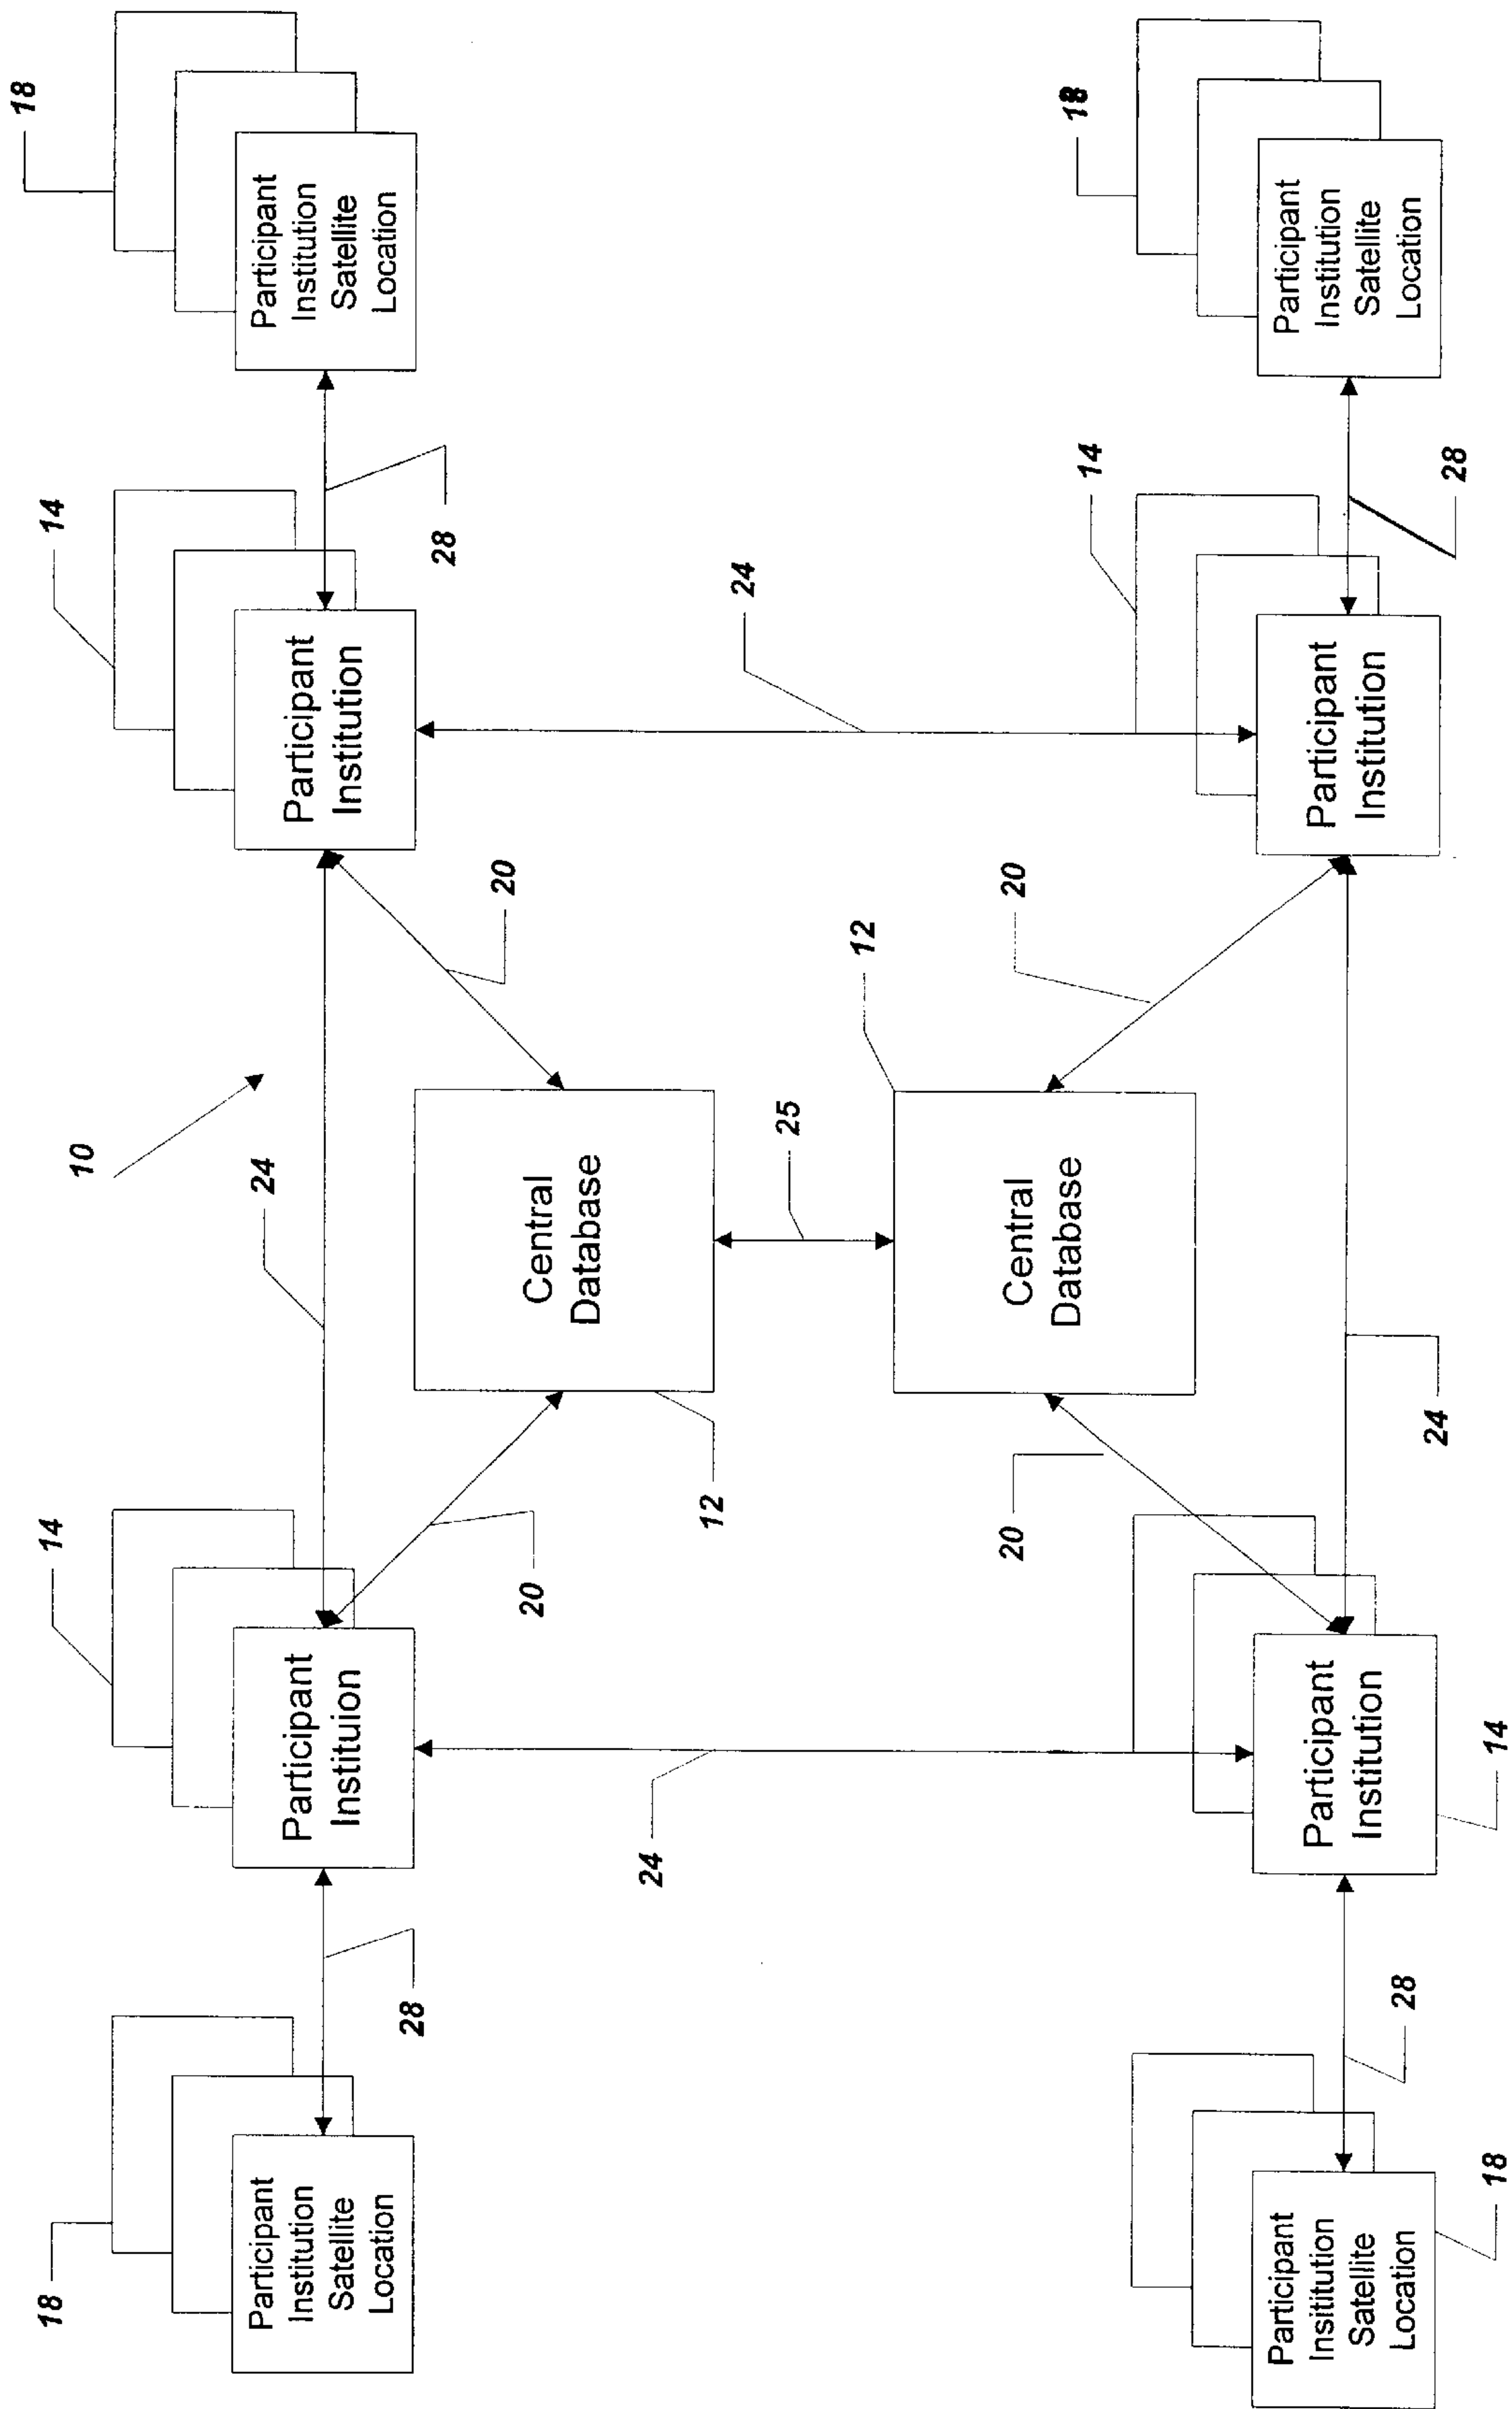 18
14
10
14
18
24
Participant
Institution
Satellite
Location
Participant
Instituion
Participant
Institution
Participant
Institution
Satellite
Location
28
28
20
20
Central
Database
24
12
25
24
12
20
20
Central
Database
14
18
Participant
Insititution
Satellite
Location
Participant
Institution
Participant
Institution
Participant
Institution
Satellite
Location
28
24
28
18
14